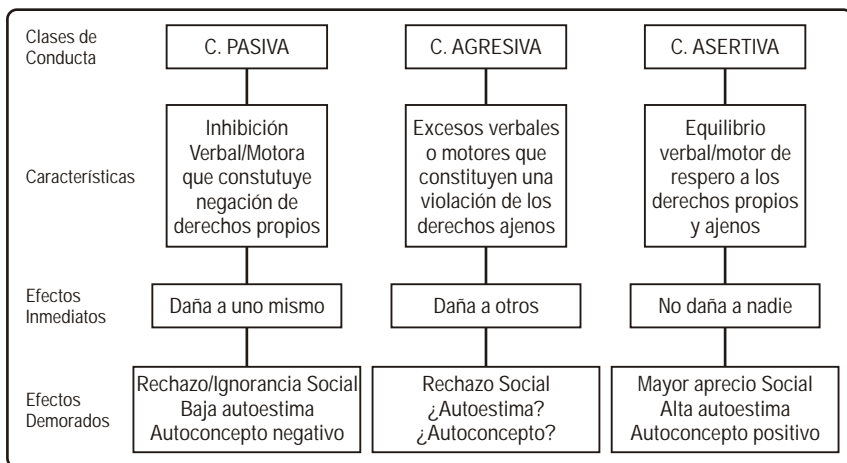 Clases de
Conducta
C. PASIVA
C. AGRESIVA
C. ASERTIVA
Características
Inhibición
Verbal/Motora
que constutuye
negación de
derechos propios
Excesos verbales
o motores que
constituyen una
violación de los
derechos ajenos
Equilibrio
verbal/motor de
respero a los
derechos propios
y ajenos
Efectos
Inmediatos
Daña a uno mismo
Daña a otros
No daña a nadie
Efectos
Demorados
Rechazo/Ignorancia Social
Baja autoestima
Autoconcepto negativo
Rechazo Social
¿Autoestima?
¿Autoconcepto?
Mayor aprecio Social
Alta autoestima
Autoconcepto positivo